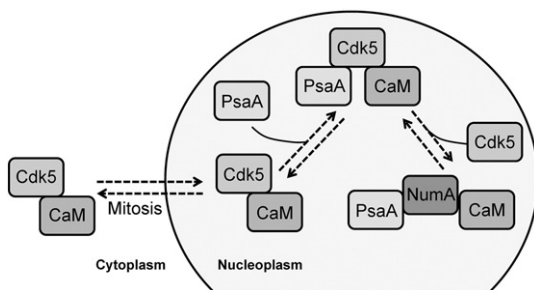 Cdk5
PsaA
CaM
PsaA
Cdk5
Cdk5
CaM
Mitosis
Cdk5
CaM
PsaA
NumA
CaM
Cytoplasm
Nucleoplasm